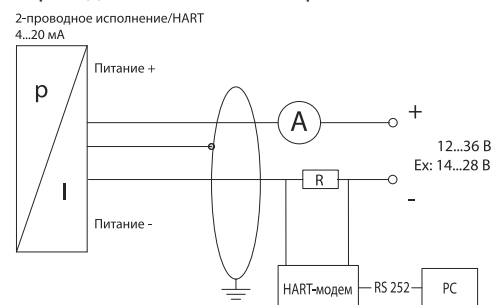 2-проводное исполнение/HART
4...20 мА
Питание +
p
A
+
12...36 В
Ex: 14...28 В
I
R
-
Питание -
HART-модем
RS 252
PC